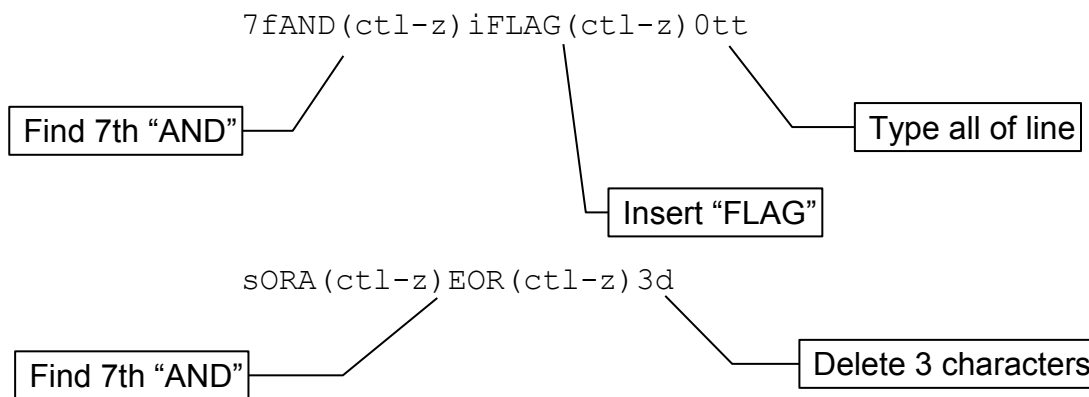 7fAND(ctl-z)iFLAG(ctl-z)0tt
Find 7th “AND”
Type all of line
Insert “FLAG”
sORA(ctl-z)EOR(ctl-z)3d
Find 7th “AND”
Delete 3 characters